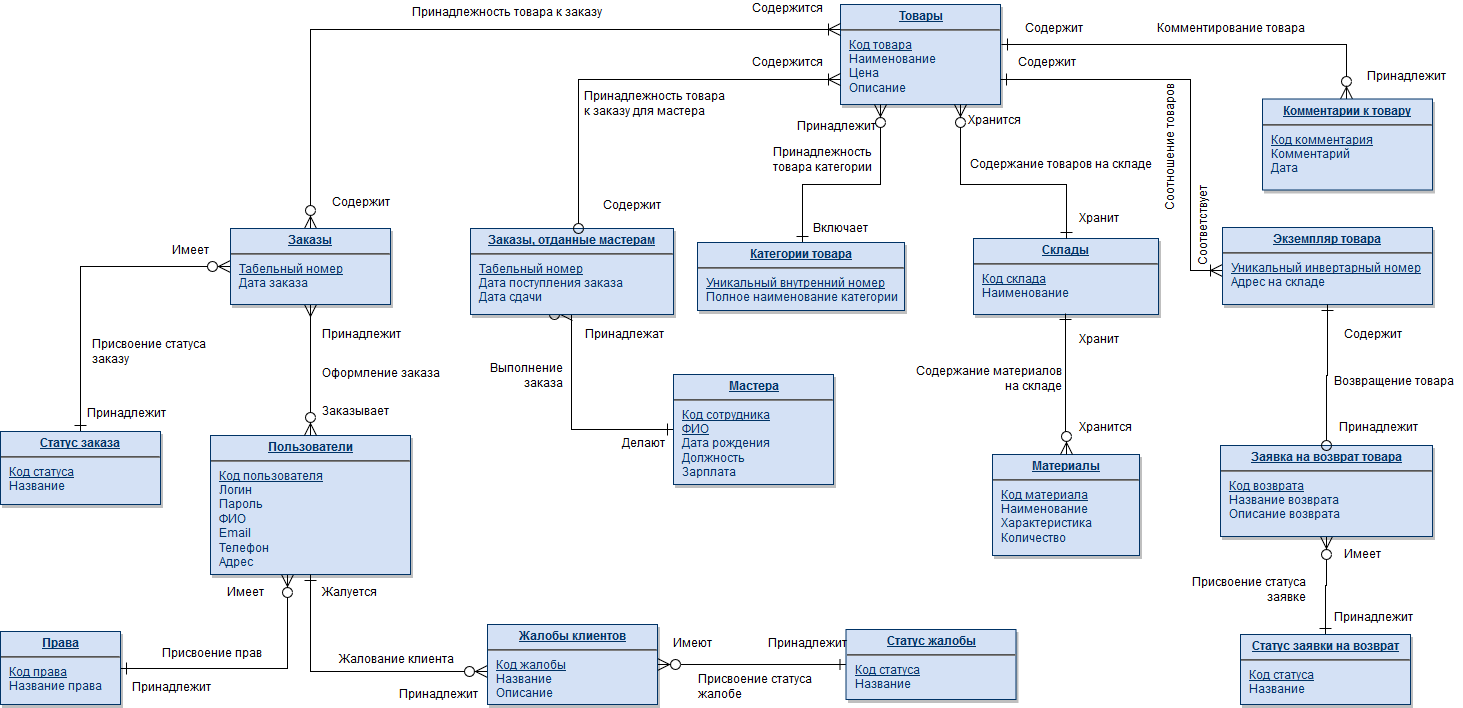 Принадлежность товара к заказу
Содержится
Товары
Код товара
Наименование
Цена
Описание
Содержит
Комментирование товара
Содержится
Содержит
Принадлежит
Принадлежность товара
к заказу для мастера
Соотношение товаров
Комментарии к товару
Код комментария
Комментарий
Дата
Принадлежит
Хранится
Принадлежность
товара категории
Содержание товаров на складе
Содержит
Содержит
Соответствует
Имеет
Заказы
Табельный номер
Дата заказа
Заказы, отданные мастерам
Табельный номер
Дата поступления заказа
Дата сдачи
Включает
Категории товара
Уникальный внутренний номер
Полное наименование категории
Хранит
Склады
Код склада
Наименование
Экземпляр товара
Уникальный инвертарный номер
Адрес на складе
Принадлежит
Принадлежат
Хранит
Содержит
Присвоение статуса
заказу
Оформление заказа
Выполнение
заказа
Содержание материалов
на складе
Возвращение товара
Принадлежит
Заказывает
Делают
Мастера
Код сотрудника
ФИО
Дата рождения
Должность
Зарплата
Хранится
Принадлежит
Статус заказа
Код статуса
Название
Пользователи
Код пользователя
Логин
Пароль
ФИО
Email
Телефон
Адрес
Материалы
Код материала
Наименование
Характеристика
Количество
Заявка на возврат товара
Код возврата
Название возврата
Описание возврата
Имеет
Присвоение статуса
заявке
Принадлежит
Имеет
Жалуется
Права
Код права
Название права
Присвоение прав
Принадлежит
Жалование клиента
Принадлежит
Жалобы клиентов
Код жалобы
Название
Описание
Имеют
Принадлежит
Присвоение статуса
жалобе
Статус жалобы
Код статуса
Название
Статус заявки на возврат
Код статуса
Название